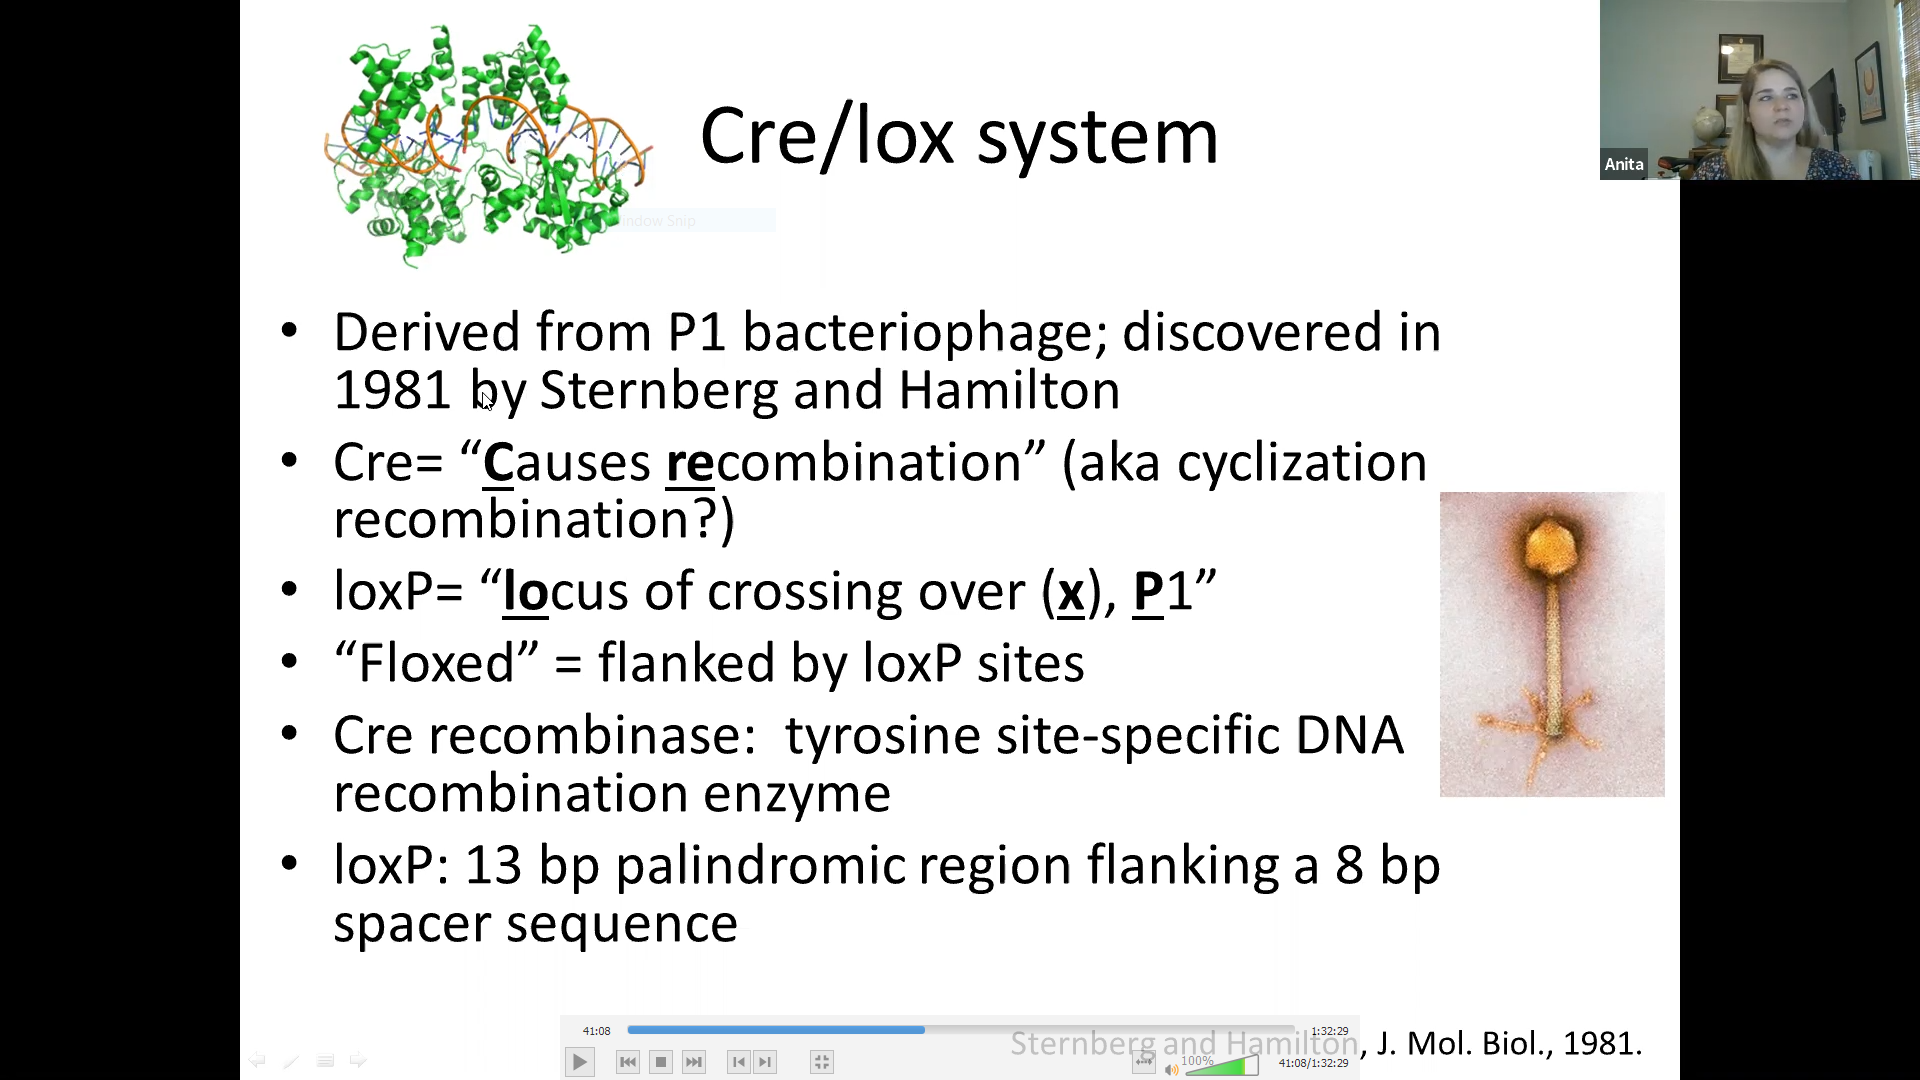 Cre/lox system
Anita
indow Snip
• Derived from P1 bacteriophage; discovered in
1981 by Sternberg and Hamilton
• Cre= “Causes recombination” (aka cyclization
recombination?)
• loxP= “locus of crossing over (x), P1”
• “Floxed” = flanked by loxP sites
• Cre recombinase:  tyrosine site-specific DNA
recombination enzyme
• loxP: 13 bp palindromic region flanking a 8 bp
spacer sequence
41:08
1:32:29
Sternberg and Hamilton, J. Mol. Biol., 1981.
100%
41:08/1:32:29